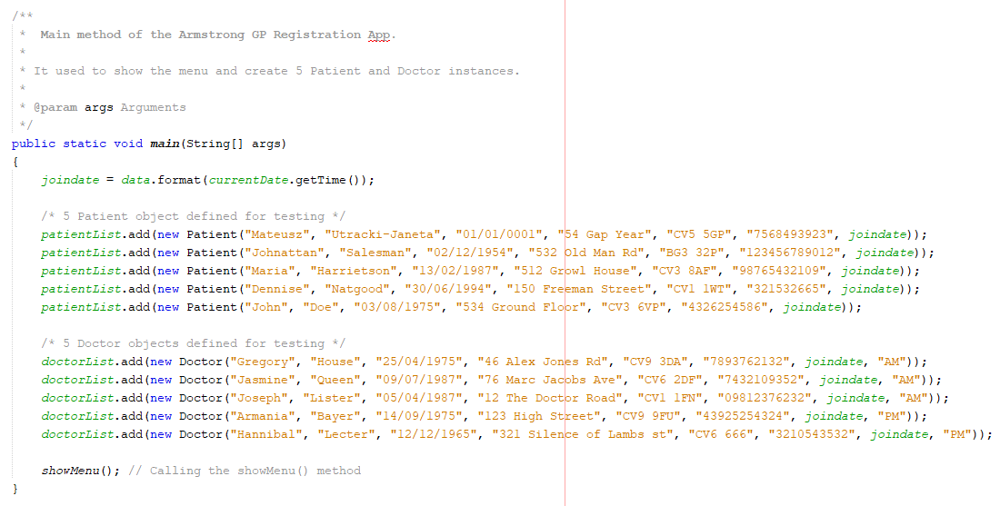 /**
 *  Main method of the Armstrong GP Registration App.
 *
 * It used to show the menu and create 5 Patient and Doctor instances.
 *
 * @param args Arguments
 */
public static void main(String[] args)
{
    joindate = data.format(currentDate.getTime());

    /* 5 Patient object defined for testing */
    patientList.add(new Patient("Mateusz", "Utracki-Janeta", "01/01/0001", "54 Gap Year", "CV5 5GP", "7568493923", joindate));
    patientList.add(new Patient("Johnattan", "Salesman", "02/12/1954", "532 Old Man Rd", "BG3 32P", "123456789012", joindate));
    patientList.add(new Patient("Maria", "Harrietson", "13/02/1987", "512 Growl House", "CV3 8AF", "98765432109", joindate));
    patientList.add(new Patient("Dennise", "Natgood", "30/06/1994", "150 Freeman Street", "CV1 1WT", "321532665", joindate));
    patientList.add(new Patient("John", "Doe", "03/08/1975", "534 Ground Floor", "CV3 6VP", "4326254586", joindate));

    /* 5 Doctor objects defined for testing */
    doctorList.add(new Doctor("Gregory", "House", "25/04/1975", "46 Alex Jones Rd", "CV9 3DA", "7893762132", joindate, "AM"));
    doctorList.add(new Doctor("Jasmine", "Queen", "09/07/1987", "76 Marc Jacobs Ave", "CV6 2DF", "7432109352", joindate, "AM"));
    doctorList.add(new Doctor("Joseph", "Lister", "05/04/1987", "12 The Doctor Road", "CV1 1FN", "09812376232", joindate, "AM"));
    doctorList.add(new Doctor("Armania", "Bayer", "14/09/1975", "123 High Street", "CV9 9FU", "43925254324", joindate, "PM"));
    doctorList.add(new Doctor("Hannibal", "Lecter", "12/12/1965", "321 Silence of Lambs st", "CV6 666", "3210543532", joindate, "PM"));

    showMenu(); // Calling the showMenu() method
}